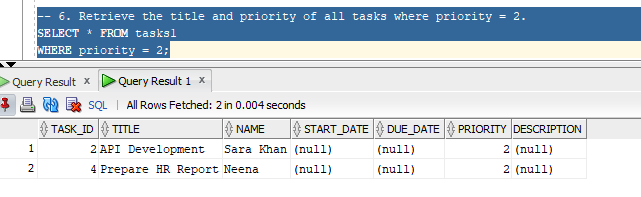 -- 6. Retrieve the title and priority of all tasks where priority = 2.
SELECT * FROM tasks1
WHERE priority = 2;
Query Result x Query Result 1 x
SQL | All Rows Fetched: 2 in 0.004 seconds
TASK_ID TITLE NAME START_DATE DUE_DATE PRIORITY DESCRIPTION
1 2 API Development Sara Khan (null) (null) 2 (null)
2 4 Prepare HR Report Neena (null) (null) 2 (null)